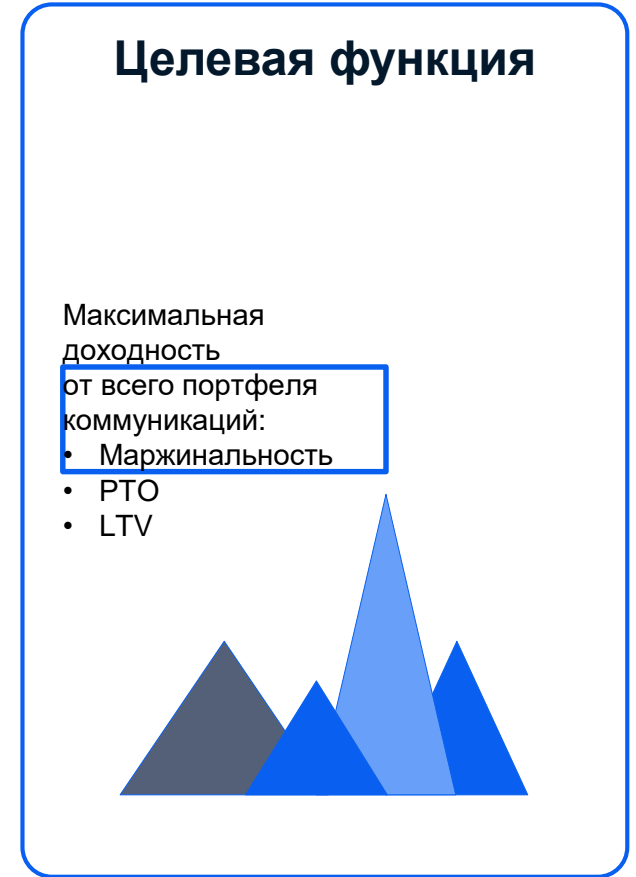 Целевая функция
Максимальная
доходность
от всего портфеля
коммуникаций:
• Маржинальность
• РТО
• LTV